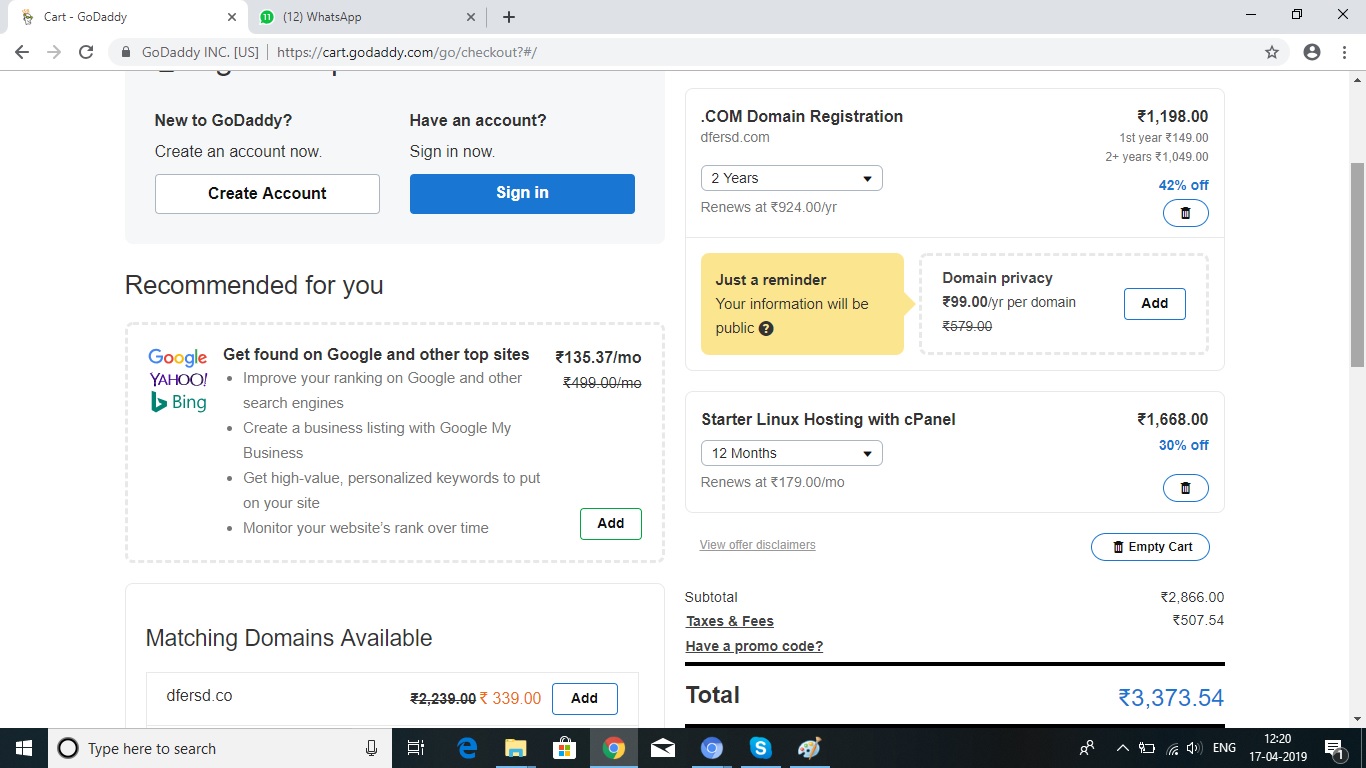 Cart - GoDaddy
(12) WhatsApp
GoDaddy INC. [US]
https://cart.godaddy.com/go/checkout?#/
New to GoDaddy?
Create an account now.
Create Account
Have an account?
Sign in now.
Sign in
Recommended for you
Google
YAHOO!
Bing
Get found on Google and other top sites
₹135.37/mo
₹499.00/mo
• Improve your ranking on Google and other
search engines
• Create a business listing with Google My
Business
• Get high-value, personalized keywords to put
on your site
• Monitor your website's rank over time
Add
Matching Domains Available
dfersd.co
₹2,239.00 ₹ 339.00
Add
.COM Domain Registration
₹1,198.00
dfersd.com
1st year ₹149.00
2+ years ₹1,049.00
2 Years
42% off
Renews at ₹924.00/yr
Just a reminder
Your information will be
public ?
Domain privacy
₹99.00/yr per domain
₹579.00
Add
Starter Linux Hosting with cPanel
₹1,668.00
12 Months
30% off
Renews at ₹179.00/mo
View offer disclaimers
Empty Cart
Subtotal ₹2,866.00
Taxes & Fees ₹507.54
Have a promo code?
Total ₹3,373.54
Type here to search
ENG
12:20
17-04-2019
1